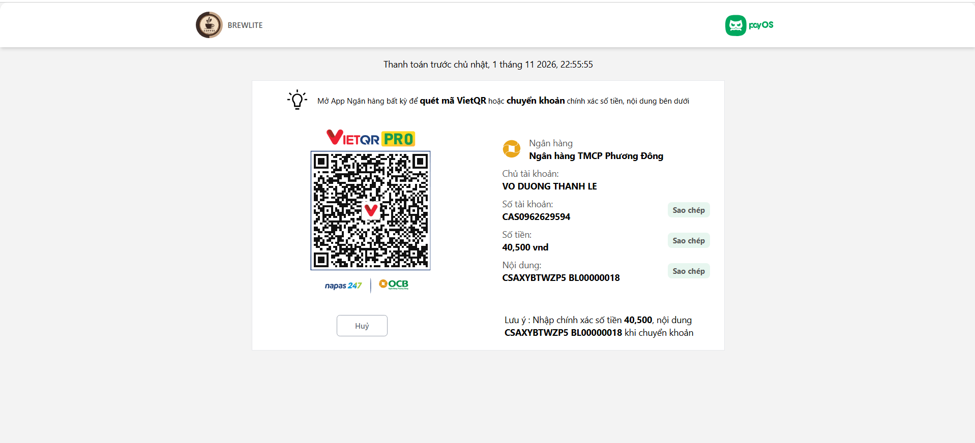 BREWLITE
payOS
Thanh toán trước chủ nhật, 1 tháng 11 2026, 22:55:55
Mở App Ngân hàng bất kỳ để quét mã VietQR hoặc chuyển khoản chính xác số tiền, nội dung bên dưới
VIETQR PRO
napas 247
OCB
Huỷ
Ngân hàng
Ngân hàng TMCP Phương Đông
Chủ tài khoản:
VO DUONG THANH LE
Số tài khoản:
CAS0962629594
Sao chép
Số tiền:
40,500 vnd
Sao chép
Nội dung:
CSAXYBTWZP5 BL00000018
Sao chép
Lưu ý : Nhập chính xác số tiền 40,500, nội dung
CSAXYBTWZP5 BL00000018 khi chuyển khoản